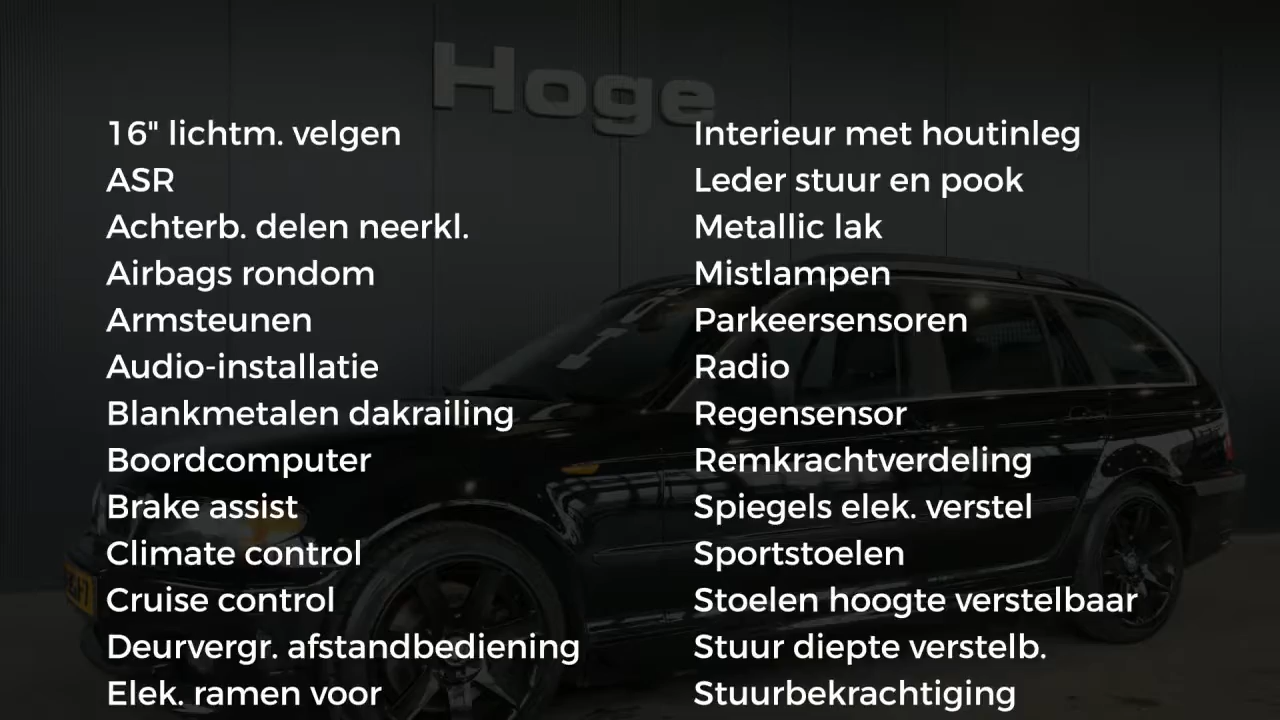 Hoge
16" lichtm. velgen
ASR
Achterb. delen neerkl.
Airbags rondom
Armsteunen
Audio-installatie
Blankmetalen dakrailing
Boordcomputer
Brake assist
Climate control
Cruise control
Deurvergr. afstandbediening
Elek. ramen voor
Interieur met houtinleg
Leder stuur en pook
Metallic lak
Mistlampen
Parkeersensoren
Radio
Regensensor
Remkrachtverdeling
Spiegels elek. verstel
Sportstoelen
Stoelen hoogte verstelbaar
Stuur diepte verstelb.
Stuurbekrachtiging